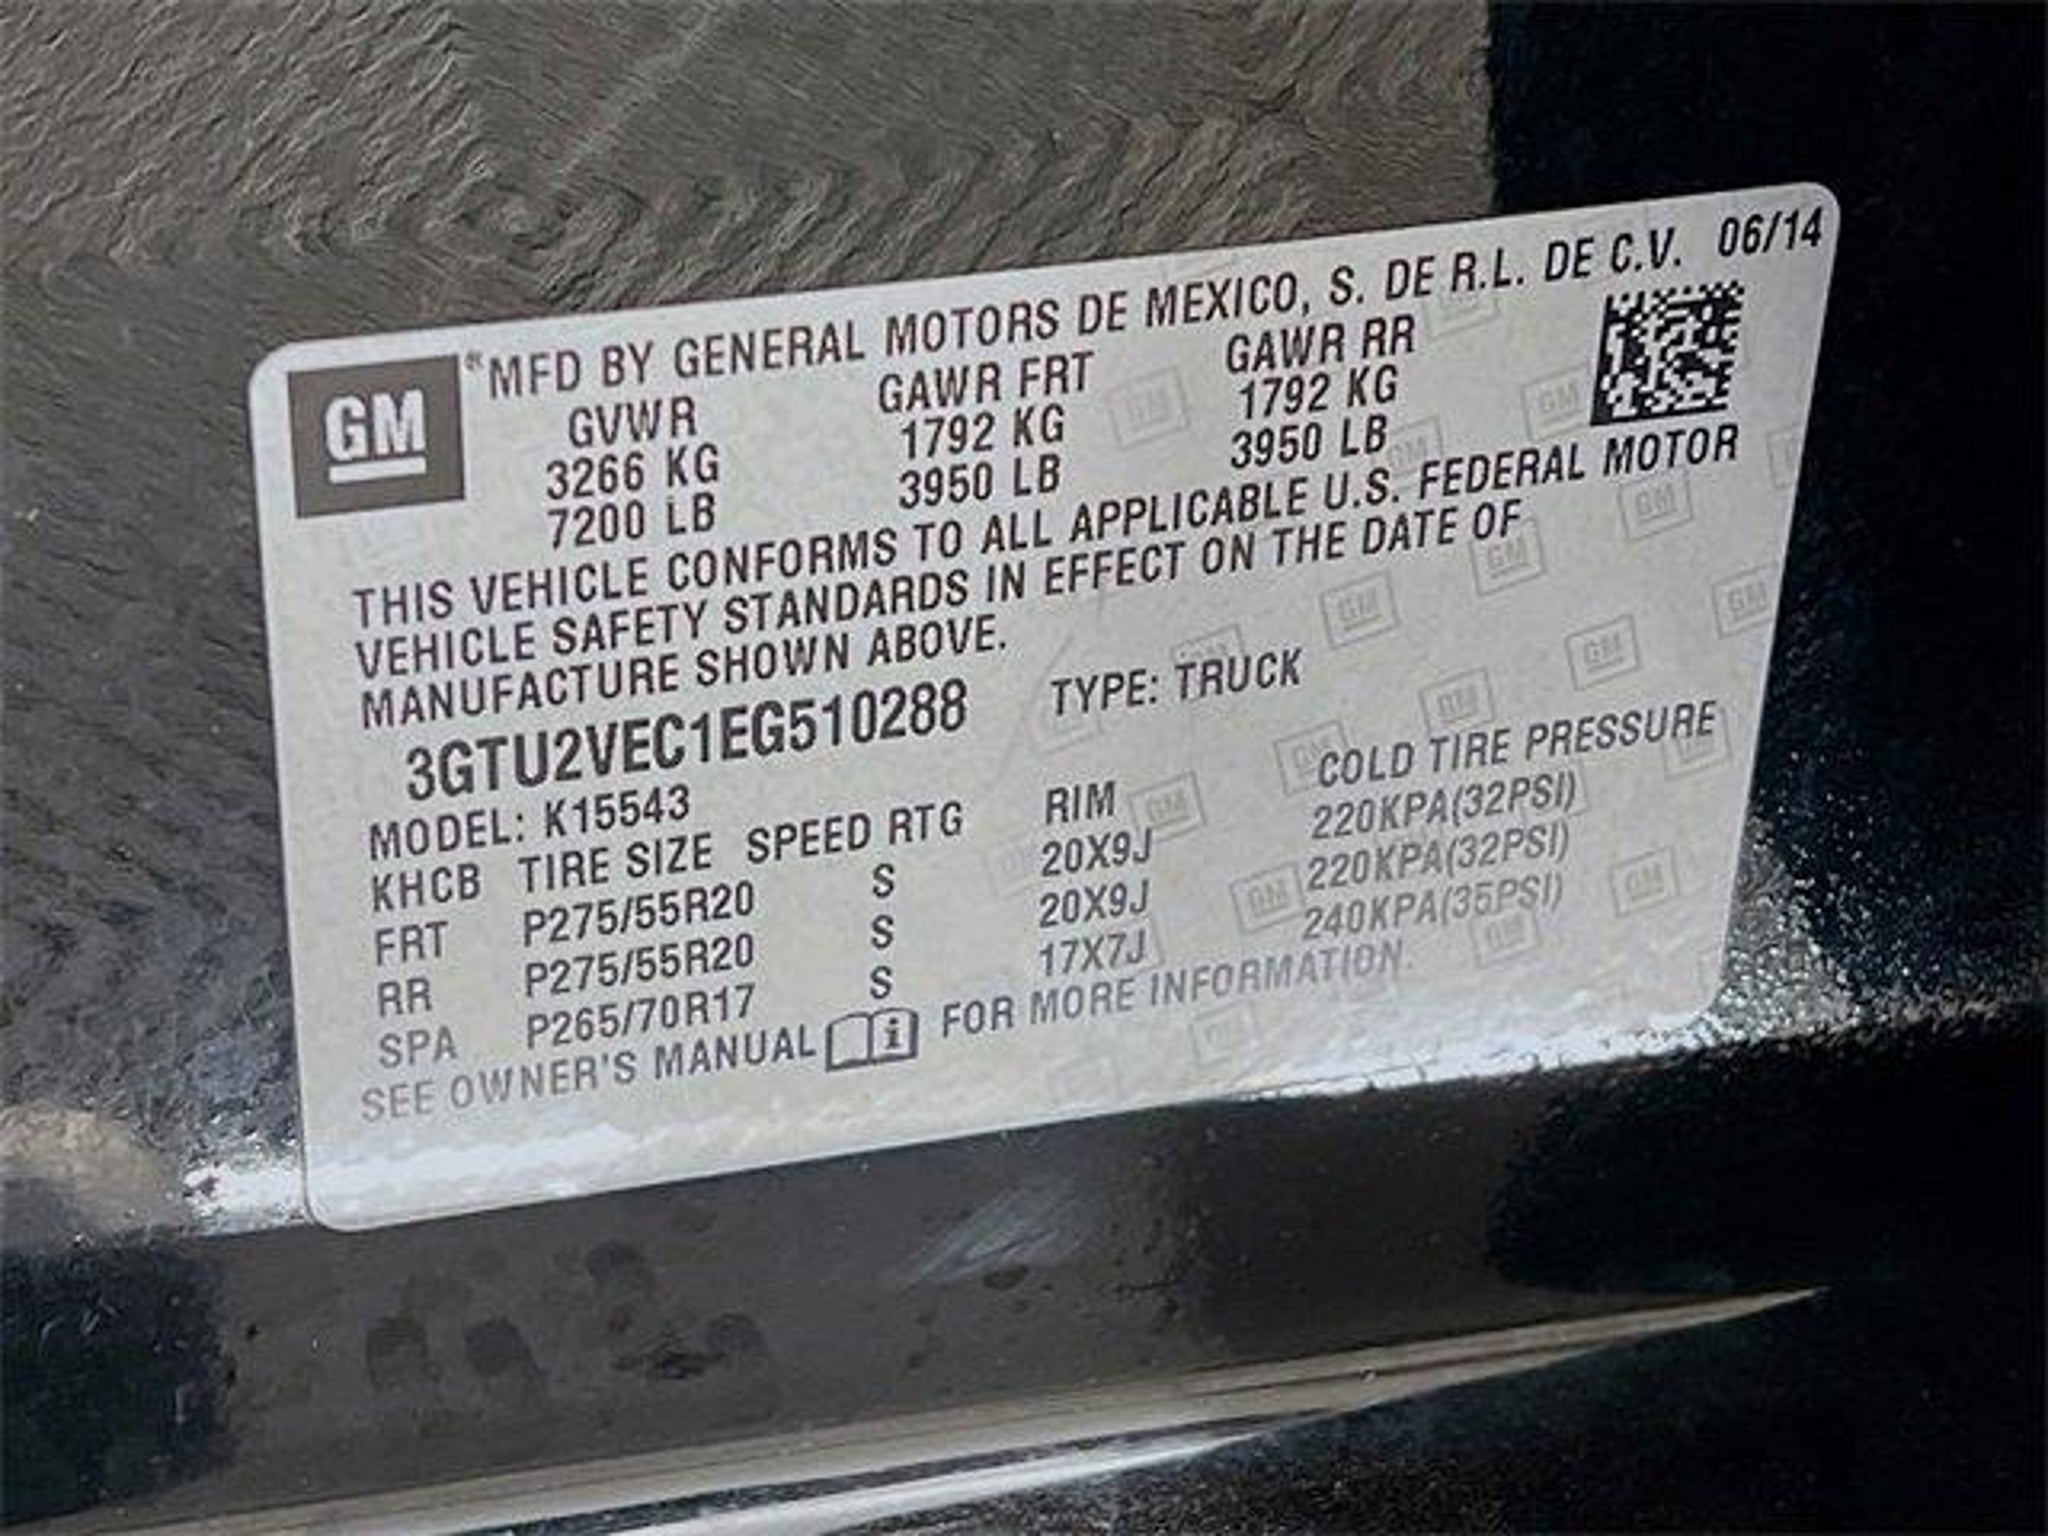 GM
®MFD BY GENERAL MOTORS DE MEXICO, S. DE R.L. DE C.V. 06/14
GVWR GAWR FRT GAWR RR
3266 KG 1792 KG 1792 KG
7200 LB 3950 LB 3950 LB
THIS VEHICLE CONFORMS TO ALL APPLICABLE U.S. FEDERAL MOTOR
VEHICLE SAFETY STANDARDS IN EFFECT ON THE DATE OF
MANUFACTURE SHOWN ABOVE.
3GTU2VEC1EG510288 TYPE: TRUCK
MODEL: K15543
KHCB TIRE SIZE SPEED RTG RIM COLD TIRE PRESSURE
FRT P275/55R20 S 20X9J 220KPA(32PSI)
RR P275/55R20 S 20X9J 220KPA(32PSI)
SPA P265/70R17 S 17X7J 240KPA(35PSI)
SEE OWNER'S MANUAL i FOR MORE INFORMATION.